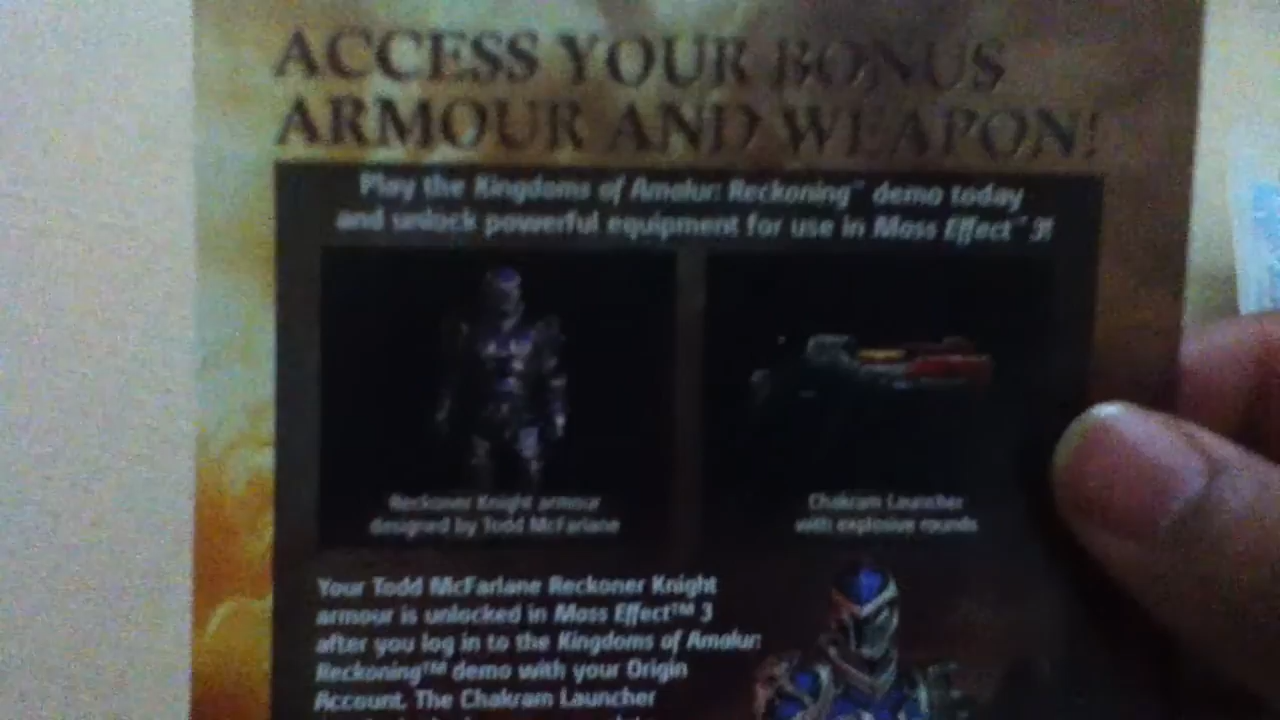 ACCESS YOUR BONUS
ARMOUR AND WEAPON!
Play the Kingdoms of Amalur: Reckoning™ demo today
and unlock powerful equipment for use in Mass Effect™ 3!
Reckoner Knight armour
designed by Todd McFarlane
Chakram Launcher
with explosive rounds
Your Todd McFarlane Reckoner Knight
armour is unlocked in Mass Effect™ 3
after you log in to the Kingdoms of Amalur:
Reckoning™ demo with your Origin
Account. The Chakram Launcher